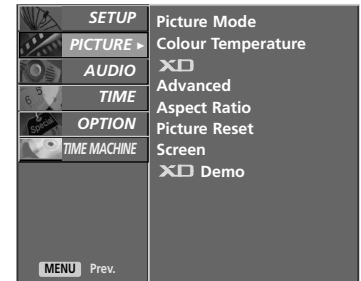 SETUP
PICTURE ▸
AUDIO
TIME
OPTION
TIME MACHINE
Picture Mode
Colour Temperature
XD
Advanced
Aspect Ratio
Picture Reset
Screen
XD Demo
MENU Prev.